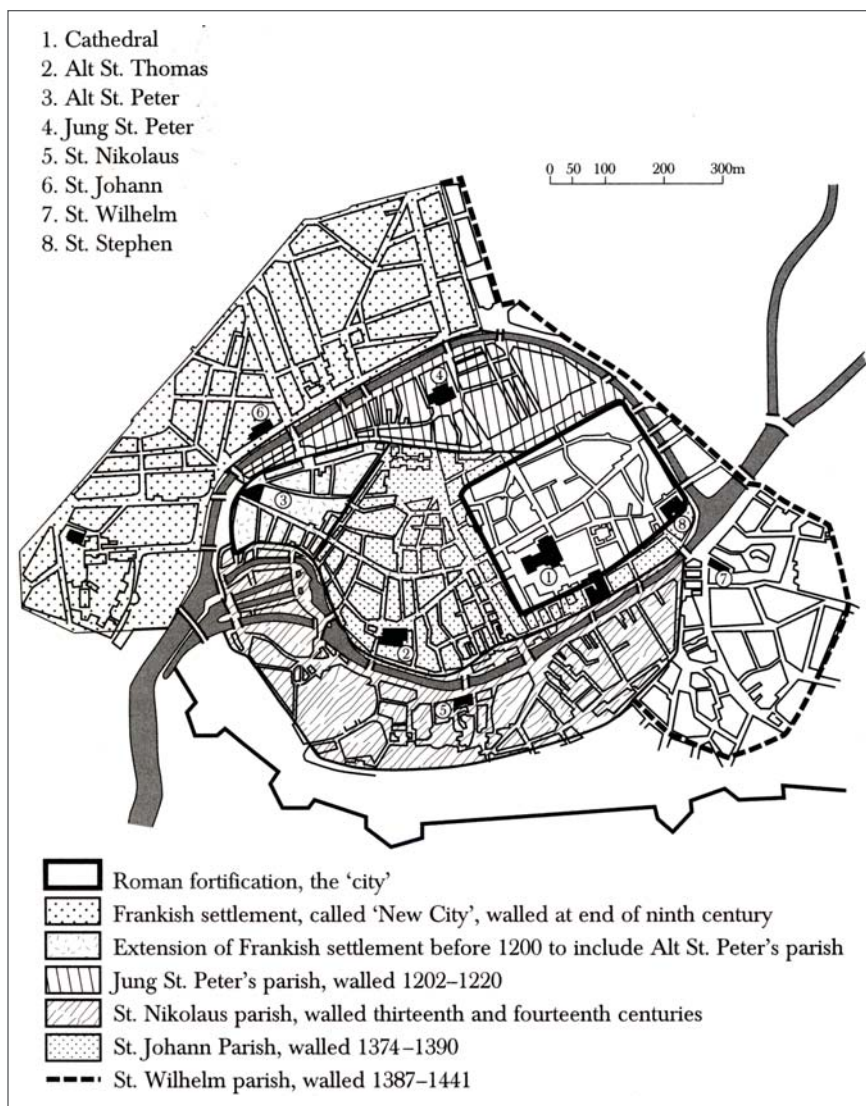 1. Cathedral
2. Alt St. Thomas
3. Alt St. Peter
4. Jung St. Peter
5. St. Nikolaus
6. St. Johann
7. St. Wilhelm
8. St. Stephen
0 50 100 200 300m
4
6
3
8
1
7
2
5
Roman fortification, the ‘city’
Frankish settlement, called ‘New City’, walled at end of ninth century
Extension of Frankish settlement before 1200 to include Alt St. Peter’s parish
Jung St. Peter’s parish, walled 1202–1220
St. Nikolaus parish, walled thirteenth and fourteenth centuries
St. Johann Parish, walled 1374–1390
St. Wilhelm parish, walled 1387–1441